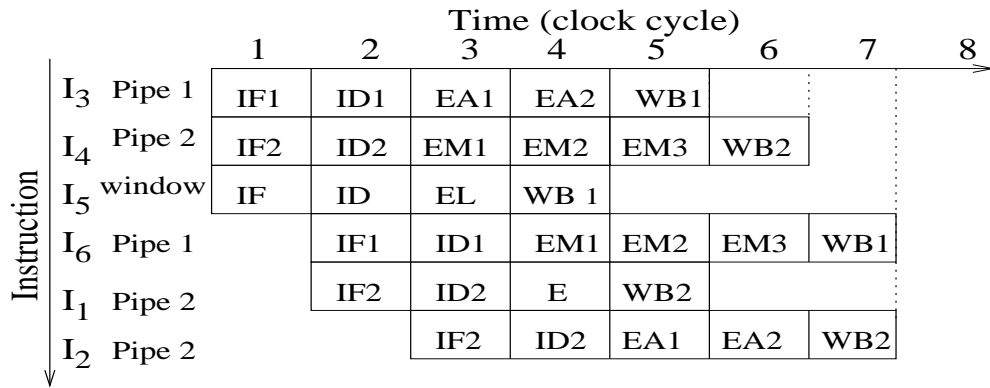 Time (clock cycle)
1 2 3 4 5 6 7 8
I3 Pipe 1 IF1 ID1 EA1 EA2 WB1
I4 Pipe 2 IF2 ID2 EM1 EM2 EM3 WB2
I5 window IF ID EL WB 1
I6 Pipe 1 IF1 ID1 EM1 EM2 EM3 WB1
I1 Pipe 2 IF2 ID2 E WB2
I2 Pipe 2 IF2 ID2 EA1 EA2 WB2
Instruction